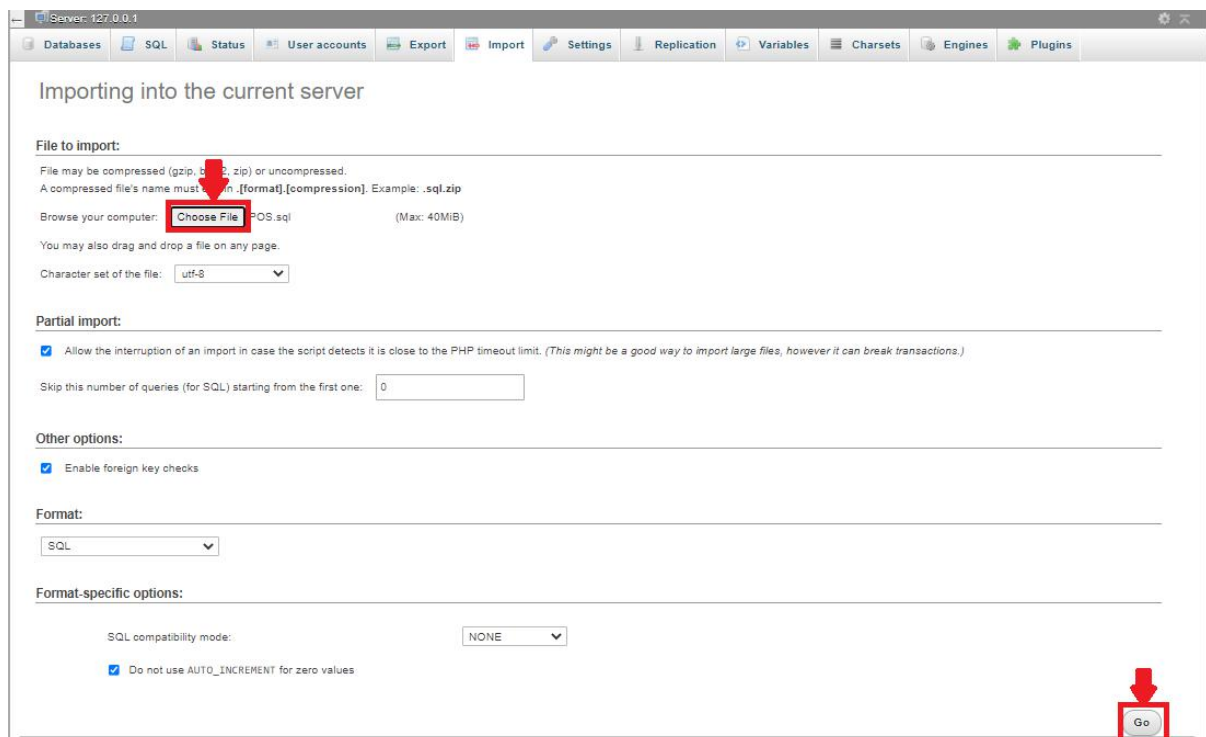 Server: 127.0.0.1
Databases SQL Status User accounts Export Import Settings Replication Variables Charsets Engines Plugins
Importing into the current server
File to import:
File may be compressed (gzip, zip) or uncompressed.
A compressed file's name must in .[format].[compression]. Example: .sql.zip
Browse your computer: Choose File POS.sql (Max: 40MiB)
You may also drag and drop a file on any page.
Character set of the file: utf-8
Partial import:
Allow the interruption of an import in case the script detects it is close to the PHP timeout limit. (This might be a good way to import large files, however it can break transactions.)
Skip this number of queries (for SQL) starting from the first one: 0
Other options:
Enable foreign key checks
Format:
SQL
Format-specific options:
SQL compatibility mode: NONE
Do not use AUTO_INCREMENT for zero values
Go